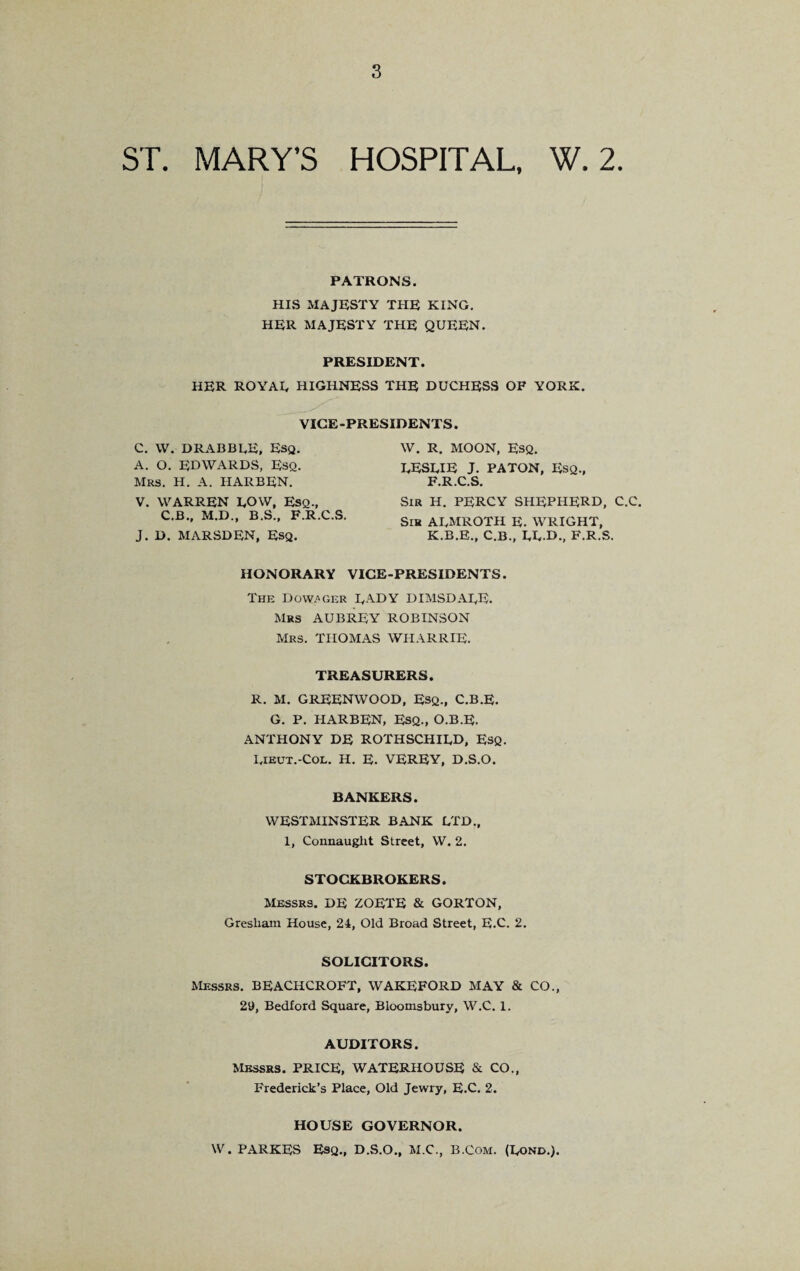 3
ST. MARY'S HOSPITAL, W. 2.
PATRONS.
HIS MAJESTY THE KING.
HER MAJESTY THE QUEEN.
PRESIDENT.
HER ROYAL HIGHNESS THE DUCHESS OF YORK.
VICE-PRESIDENTS.
C. W. DRABBLE, Esq.
A. O. EDWARDS, Esq.
Mrs. H. A. HARBEN.
V. WARREN LOW, Esq.,
C.B., M.D., B.S., F.R.C.S.
J. D. MARSDEN, Esq.
W. R. MOON, Esq.
LESLIE J. PATON, Esq.,
F.R.C.S.
Sir H. PERCY SHEPHERD, C.C.
Sir ALMROTH E. WRIGHT,
K.B.E., C.B., LL.D., F.R.S.
HONORARY VICE-PRESIDENTS.
The Dowager LADY DIMSDALE.
Mrs AUBREY ROBINSON
Mrs. THOMAS WHARRIE.
TREASURERS.
R. M. GREENWOOD, Esq., C.B.E.
G. P. HARBEN, Esq., O.B.E.
ANTHONY DE ROTHSCHILD, Esq.
Lieut.-Col. H. E. VEREY, D.S.O.
BANKERS.
WESTMINSTER BANK LTD.,
1, Connaught Street, W. 2.
STOCKBROKERS.
Messrs. DE ZOETE & GORTON,
Gresham House, 24, Old Broad Street, E.C. 2.
SOLICITORS.
Messrs. BEACHCROFT, WAKEFORD MAY & CO.,
29, Bedford Square, Bloomsbury, W.C. 1.
AUDITORS.
Messrs. PRICE, WATERHOUSE & CO.,
Frederick's Place, Old Jewry, E.C. 2.
HOUSE GOVERNOR.
W. PARKES Esq., D.S.O., M.C., B.Com. (Lond.).